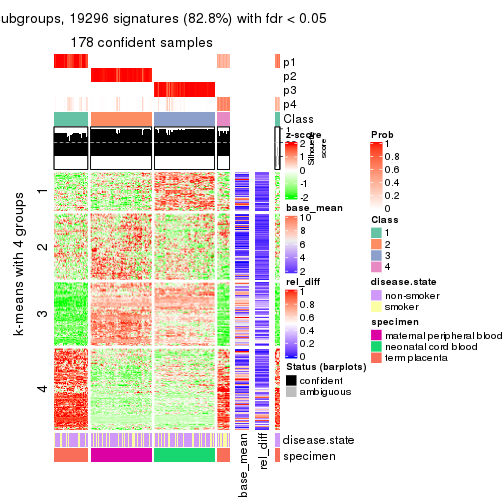 ubgroups, 19296 signatures (82.8%) with fdr < 0.05
178 confident samples
p1
p2
p3
p4
Class
1
Silhouette
score
k-means with 4 groups
1
2
3
4
z-score
2
1
0
-1
-2
base_mean
10
8
6
4
2
rel_diff
1
0.8
0.6
0.4
0.2
0
Status (barplots)
confident
ambiguous
Prob
1
0.8
0.6
0.4
0.2
0
Class
1
2
3
4
disease.state
non-smoker
smoker
specimen
maternal peripheral blood
neonatal cord blood
term placenta
disease.state
specimen
base_mean
rel_diff